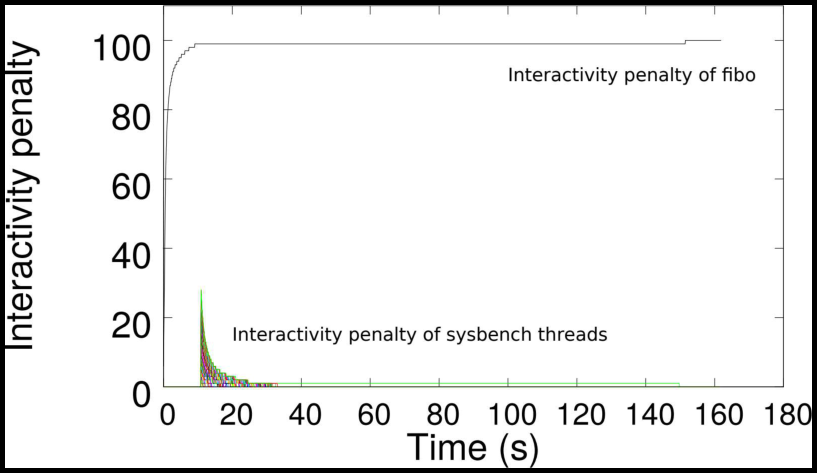 Interactivity penalty
100
80
60
40
20
0
Interactivity penalty of fibo
Interactivity penalty of sysbench threads
0 20 40 60 80 100 120 140 160 180
Time (s)